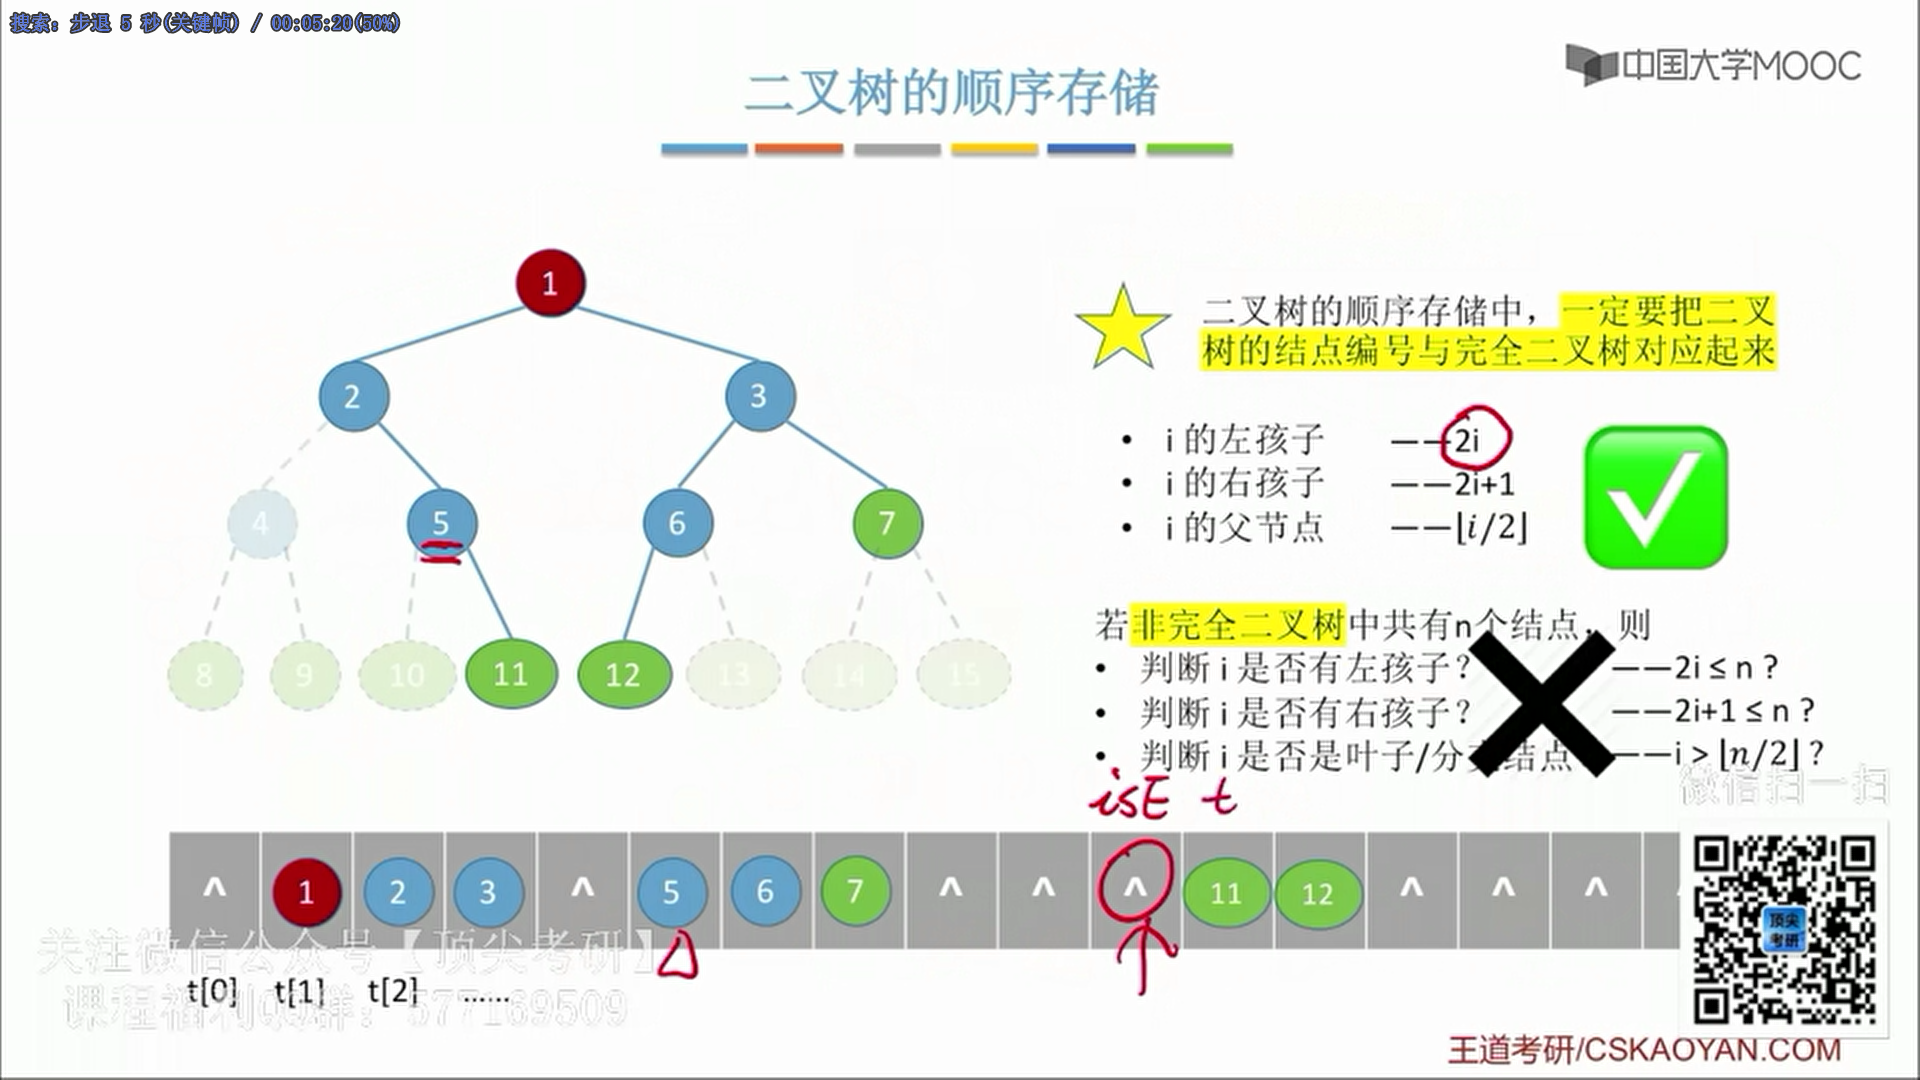 搜索: 步退 5 秒(关键帧) / 00:05:20(50%)
中国大学MOOC
二叉树的顺序存储
1
2
3
4
5
6
7
8
9
10
11
12
13
14
15
二叉树的顺序存储中，一定要把二叉
树的结点编号与完全二叉树对应起来
• i 的左孩子 ——2i
• i 的右孩子 ——2i+1
• i 的父节点 ——⌊i/2⌋
若非完全二叉树中共有n个结点，则
• 判断 i 是否有左孩子？ ——2i ≤ n ?
• 判断 i 是否有右孩子？ ——2i+1 ≤ n ?
• 判断 i 是否是叶子/分支结点 ——i > ⌊n/2⌋ ?
isE t
微信扫一扫
^ 1 2 3 ^ 5 6 7 ^ ^ ^ 11 12 ^ ^ ^
顶尖
考研
关注微信公众号【顶尖考研】
t[0] t[1] t[2] ......
课程福利QQ群：577169509
王道考研/CSKAOYAN.COM